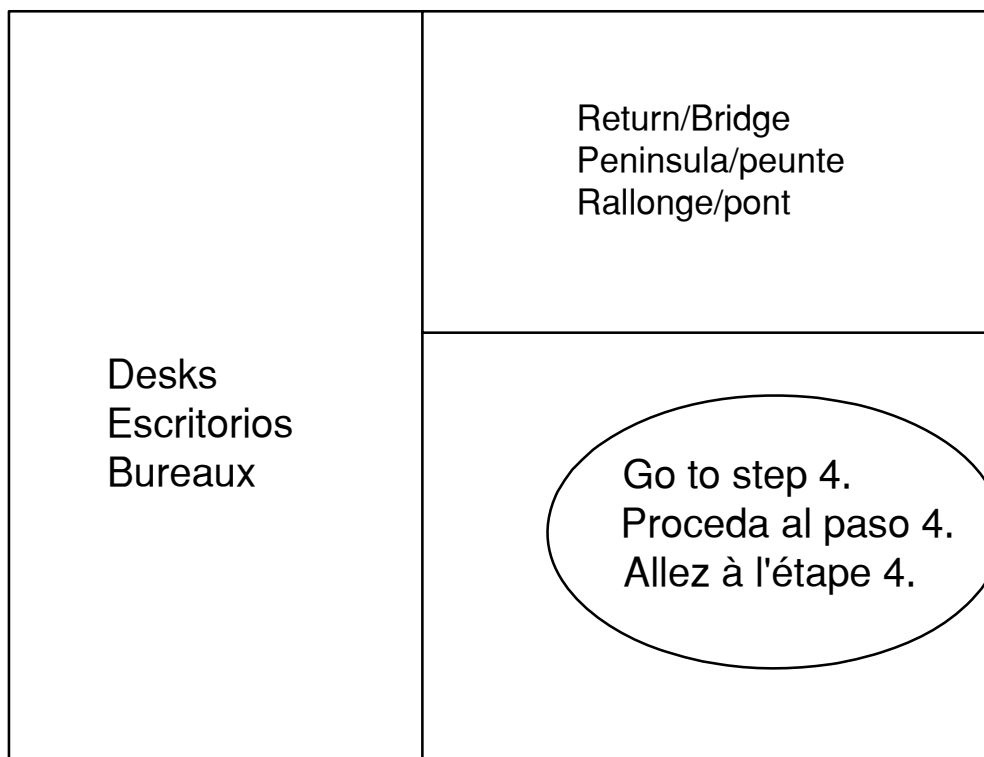 Return/Bridge
Peninsula/peunte
Rallonge/pont
Desks
Escritorios
Bureaux
Go to step 4.
Proceda al paso 4.
Allez à l'étape 4.